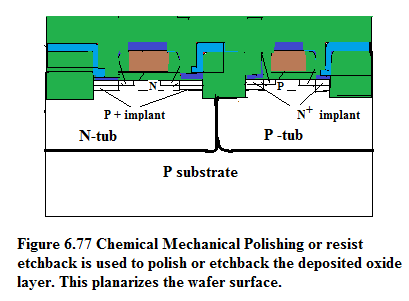 N P
P + implant N+ implant
N-tub P -tub
P substrate
Figure 6.77 Chemical Mechanical Polishing or resist
etchback is used to polish or etchback the deposited oxide
layer. This planarizes the wafer surface.